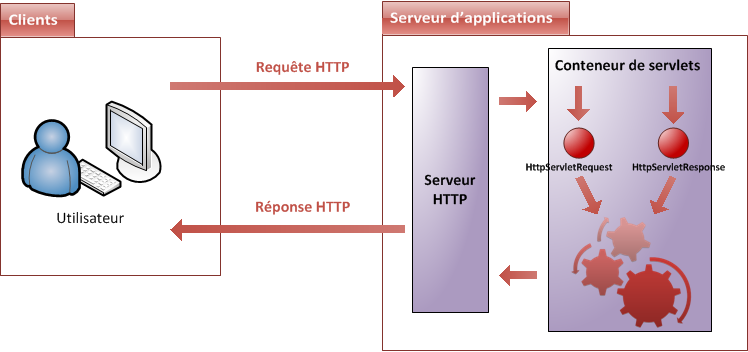 Clients
Serveur d'applications
Requête HTTP
Conteneur de servlets
HttpServletRequest
HttpServletResponse
Serveur
HTTP
Réponse HTTP
Utilisateur